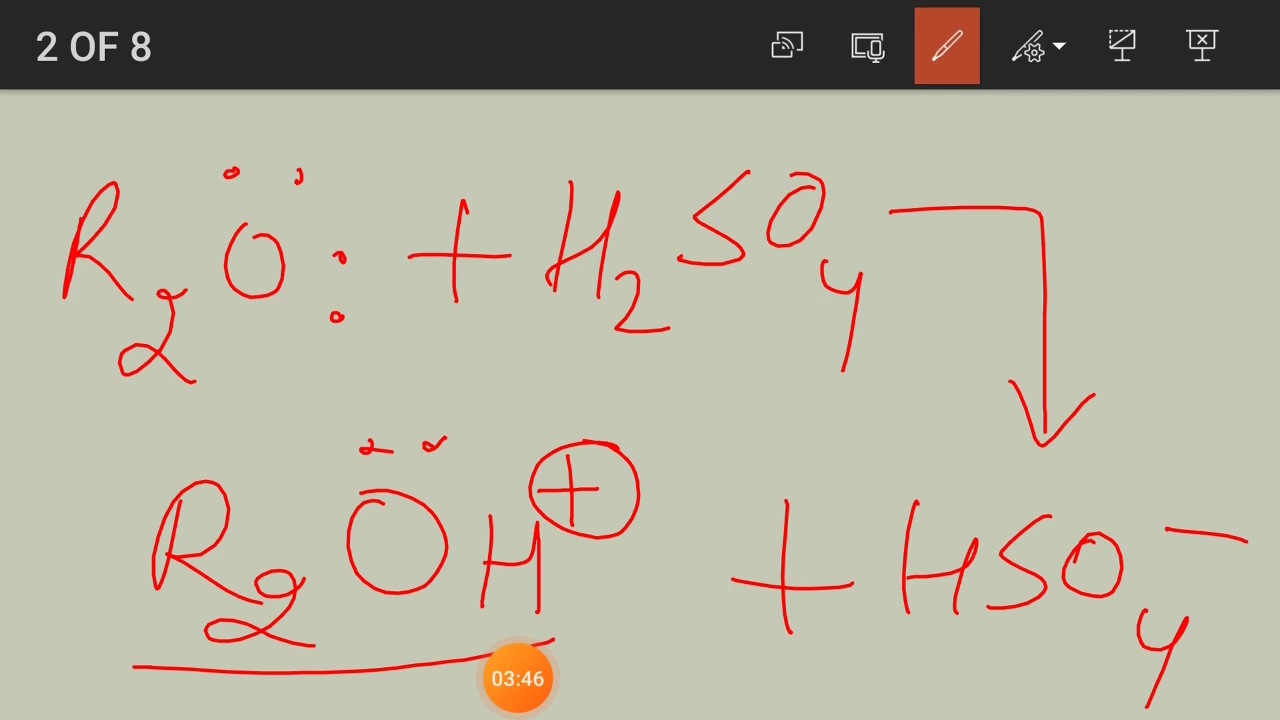 2 OF 8
R₂Ö: + H₂SO₄
R₂ÖH⊕ + HSO₄⁻
03:46